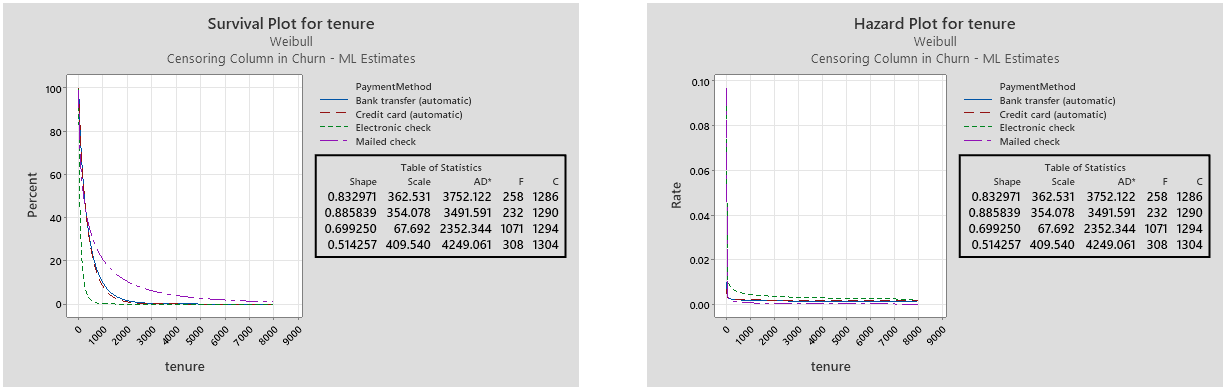 Survival Plot for tenure
Weibull
Censoring Column in Churn - ML Estimates
PaymentMethod
Bank transfer (automatic)
Credit card (automatic)
Electronic check
Mailed check
Table of Statistics
Shape Scale AD* F C
0.832971 362.531 3752.122 258 1286
0.885839 354.078 3491.591 232 1290
0.699250 67.692 2352.344 1071 1294
0.514257 409.540 4249.061 308 1304
Percent
100
80
60
40
20
0
0 1000 2000 3000 4000 5000 6000 7000 8000 9000
tenure
Hazard Plot for tenure
Weibull
Censoring Column in Churn - ML Estimates
PaymentMethod
Bank transfer (automatic)
Credit card (automatic)
Electronic check
Mailed check
Table of Statistics
Shape Scale AD* F C
0.832971 362.531 3752.122 258 1286
0.885839 354.078 3491.591 232 1290
0.699250 67.692 2352.344 1071 1294
0.514257 409.540 4249.061 308 1304
Rate
0.10
0.08
0.06
0.04
0.02
0.00
0 1000 2000 3000 4000 5000 6000 7000 8000 9000
tenure